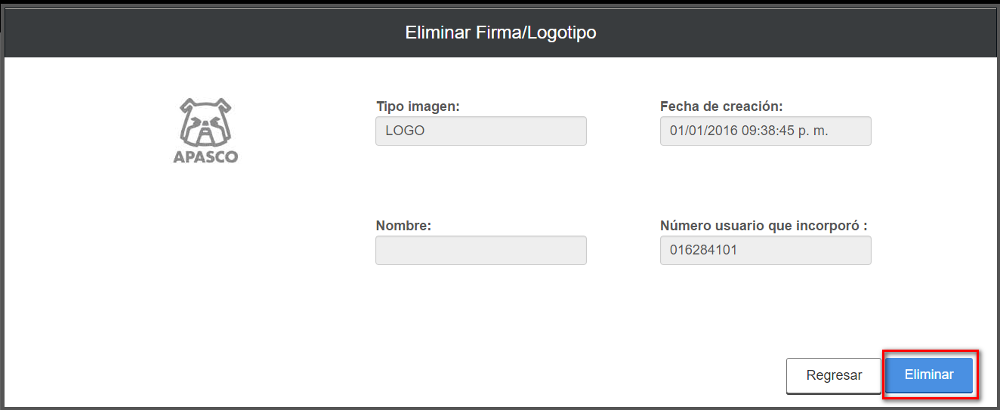 Eliminar Firma/Logotipo
APASCO
Tipo imagen:
LOGO
Fecha de creación:
01/01/2016 09:38:45 p. m.
Nombre:
Número usuario que incorporó :
016284101
Regresar
Eliminar